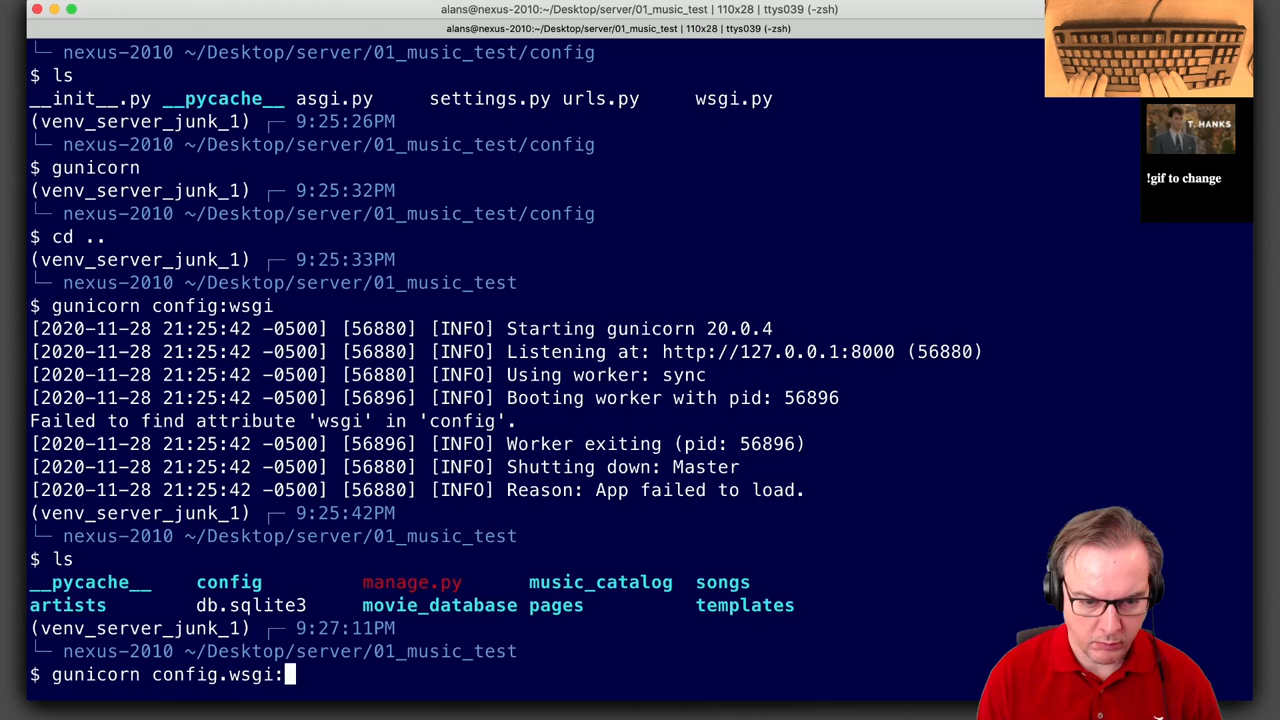 alans@nexus-2010:~/Desktop/server/01_music_test | 110x28 | ttys039 (-zsh)
alans@nexus-2010:~/Desktop/server/01_music_test | 110x28 | ttys039 (-zsh)
└─ nexus-2010 ~/Desktop/server/01_music_test/config
$ ls
__init__.py __pycache__ asgi.py settings.py urls.py wsgi.py
(venv_server_junk_1) ┌─ 9:25:26PM
└─ nexus-2010 ~/Desktop/server/01_music_test/config
$ gunicorn
(venv_server_junk_1) ┌─ 9:25:32PM
└─ nexus-2010 ~/Desktop/server/01_music_test/config
$ cd ..
(venv_server_junk_1) ┌─ 9:25:33PM
└─ nexus-2010 ~/Desktop/server/01_music_test
$ gunicorn config:wsgi
[2020-11-28 21:25:42 -0500] [56880] [INFO] Starting gunicorn 20.0.4
[2020-11-28 21:25:42 -0500] [56880] [INFO] Listening at: http://127.0.0.1:8000 (56880)
[2020-11-28 21:25:42 -0500] [56880] [INFO] Using worker: sync
[2020-11-28 21:25:42 -0500] [56896] [INFO] Booting worker with pid: 56896
Failed to find attribute 'wsgi' in 'config'.
[2020-11-28 21:25:42 -0500] [56896] [INFO] Worker exiting (pid: 56896)
[2020-11-28 21:25:42 -0500] [56880] [INFO] Shutting down: Master
[2020-11-28 21:25:42 -0500] [56880] [INFO] Reason: App failed to load.
(venv_server_junk_1) ┌─ 9:25:42PM
└─ nexus-2010 ~/Desktop/server/01_music_test
$ ls
__pycache__ config manage.py music_catalog songs
artists db.sqlite3 movie_database pages templates
(venv_server_junk_1) ┌─ 9:27:11PM
└─ nexus-2010 ~/Desktop/server/01_music_test
$ gunicorn config.wsgi:
T. HANKS
!gif to change